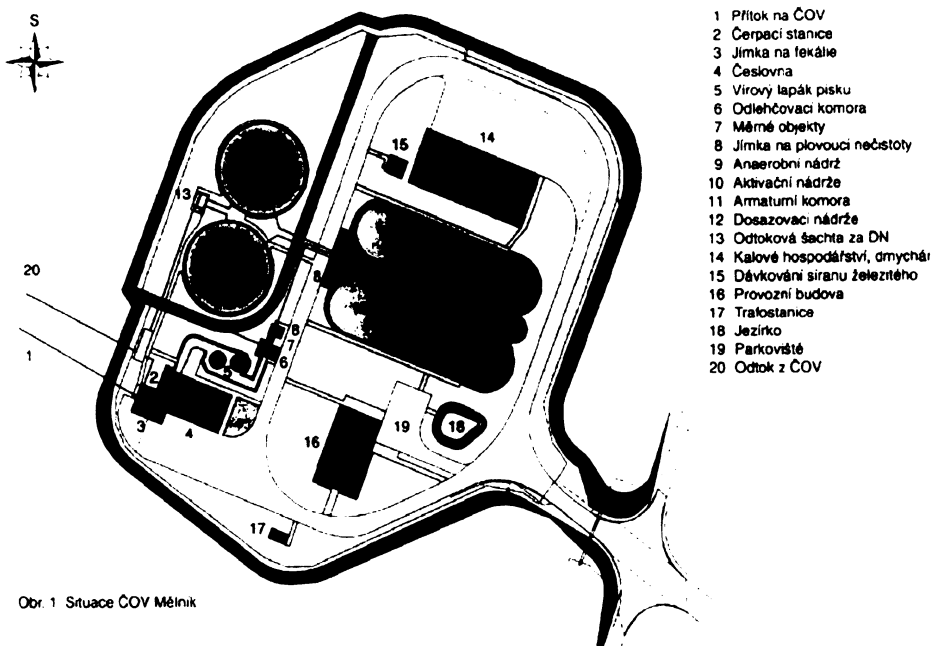 S
1 Přítok na ČOV
2 Čerpací stanice
3 Jímka na fekálie
4 Česlovna
5 Vírový lapák písku
6 Odlehčovací komora
7 Měrné objekty
8 Jímka na plovoucí nečistoty
9 Anaerobní nádrž
10 Aktivační nádrže
11 Armaturní komora
12 Dosazovací nádrže
13 Odtoková šachta za DN
14 Kalové hospodářství, dmychár
15 Dávkování síranu železitého
16 Provozní budova
17 Trafostanice
18 Jezírko
19 Parkoviště
20 Odtok z ČOV
14
15
13
20
8
8
7
6
1
2
5
3
4
16
19
18
17
Obr. 1 Situace ČOV Mělník